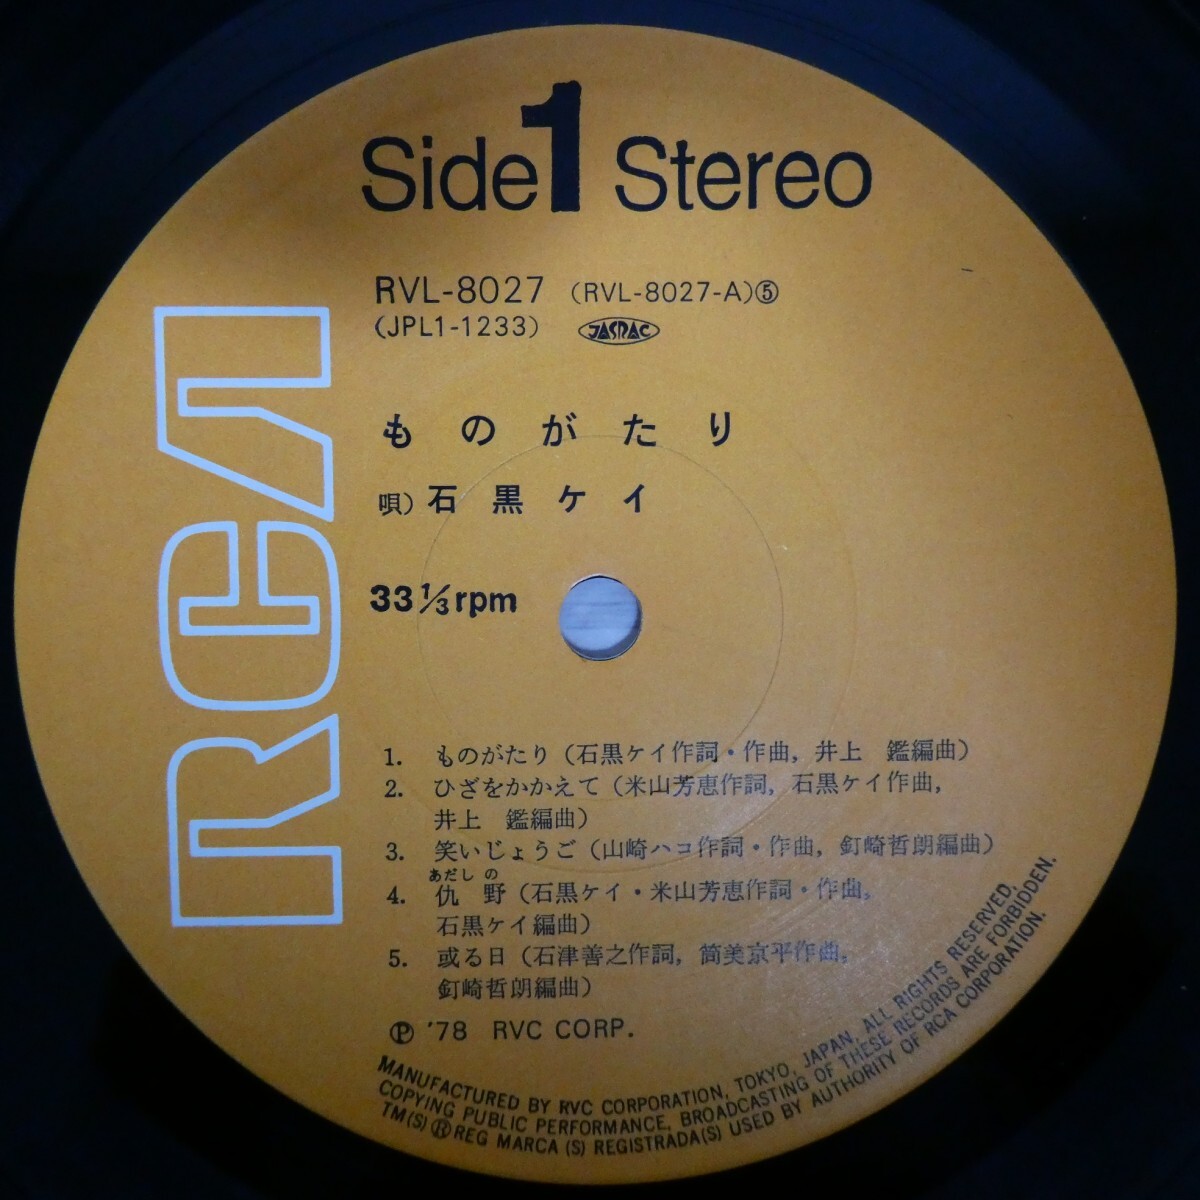 Side 1 Stereo
RVL-8027 (RVL-8027-A)⑤
(JPL1-1233) JASRAC
ものがたり
唄）石黒ケイ
33 1/3 rpm
RCA
1. ものがたり（石黒ケイ作詞・作曲, 井上 鑑編曲）
2. ひざをかかえて（米山芳恵作詞, 石黒ケイ作曲,
井上 鑑編曲）
3. 笑いじょうご（山崎ハコ作詞・作曲, 釘崎哲朗編曲）
あだしの
4. 仇野（石黒ケイ・米山芳恵作詞・作曲,
石黒ケイ編曲）
5. 或る日（石津善之作詞, 筒美京平作曲,
釘崎哲朗編曲）
Ⓟ '78 RVC CORP.
MANUFACTURED BY RVC CORPORATION, TOKYO, JAPAN, ALL RIGHTS RESERVED,
COPYING PUBLIC PERFORMANCE, BROADCASTING OF THESE RECORDS ARE FORBIDDEN.
TM(S) ® REG MARCA (S) REGISTRADA(S) USED BY AUTHORITY OF RCA CORPORATION.